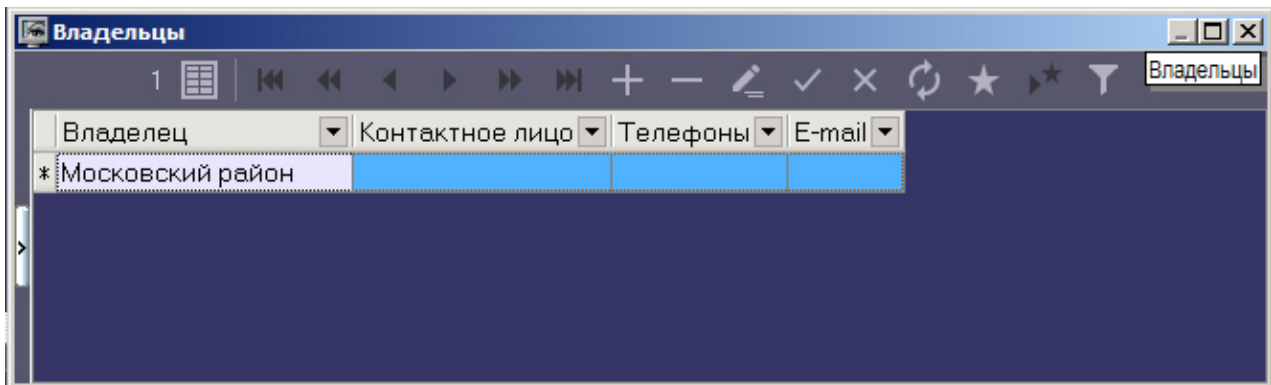 Владельцы
1
Владельцы
Владелец Контактное лицо Телефоны E-mail
* Московский район